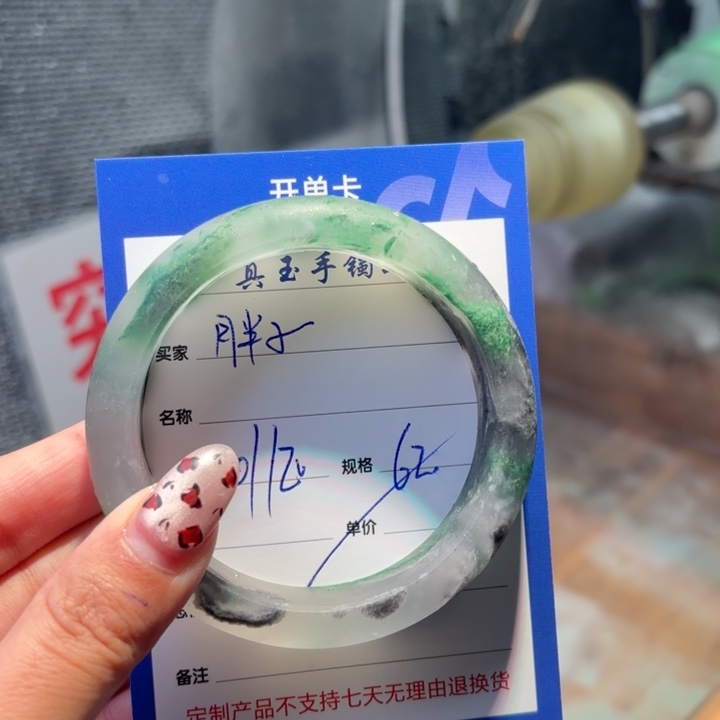 开单卡
具玉手镯
买家 胖子
名称
规格
单价
备注
定制产品不支持七天无理由退换货